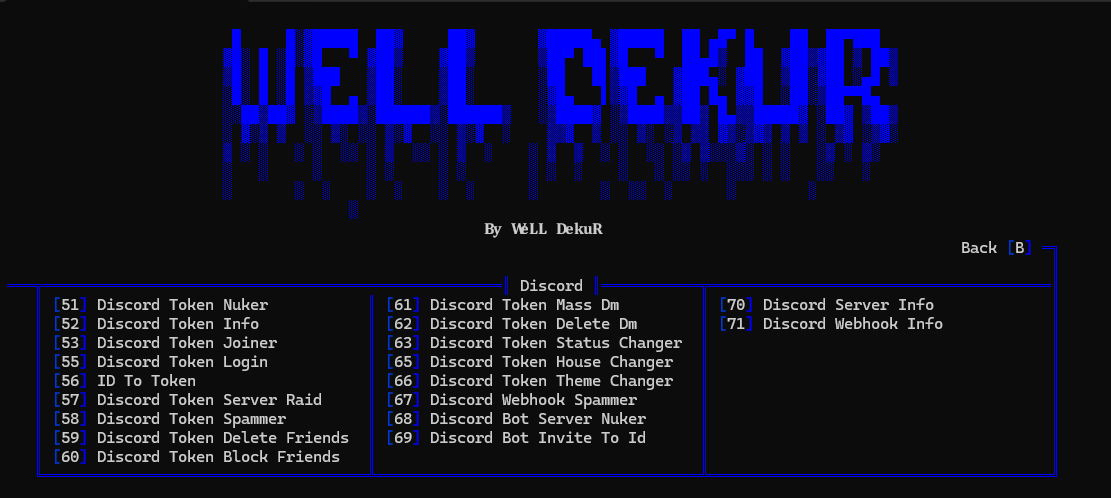 WELL DEKUR
By WeLL DekuR
Back [B]
Discord
[51] Discord Token Nuker
[52] Discord Token Info
[53] Discord Token Joiner
[55] Discord Token Login
[56] ID To Token
[57] Discord Token Server Raid
[58] Discord Token Spammer
[59] Discord Token Delete Friends
[60] Discord Token Block Friends
[61] Discord Token Mass Dm
[62] Discord Token Delete Dm
[63] Discord Token Status Changer
[65] Discord Token House Changer
[66] Discord Token Theme Changer
[67] Discord Webhook Spammer
[68] Discord Bot Server Nuker
[69] Discord Bot Invite To Id
[70] Discord Server Info
[71] Discord Webhook Info